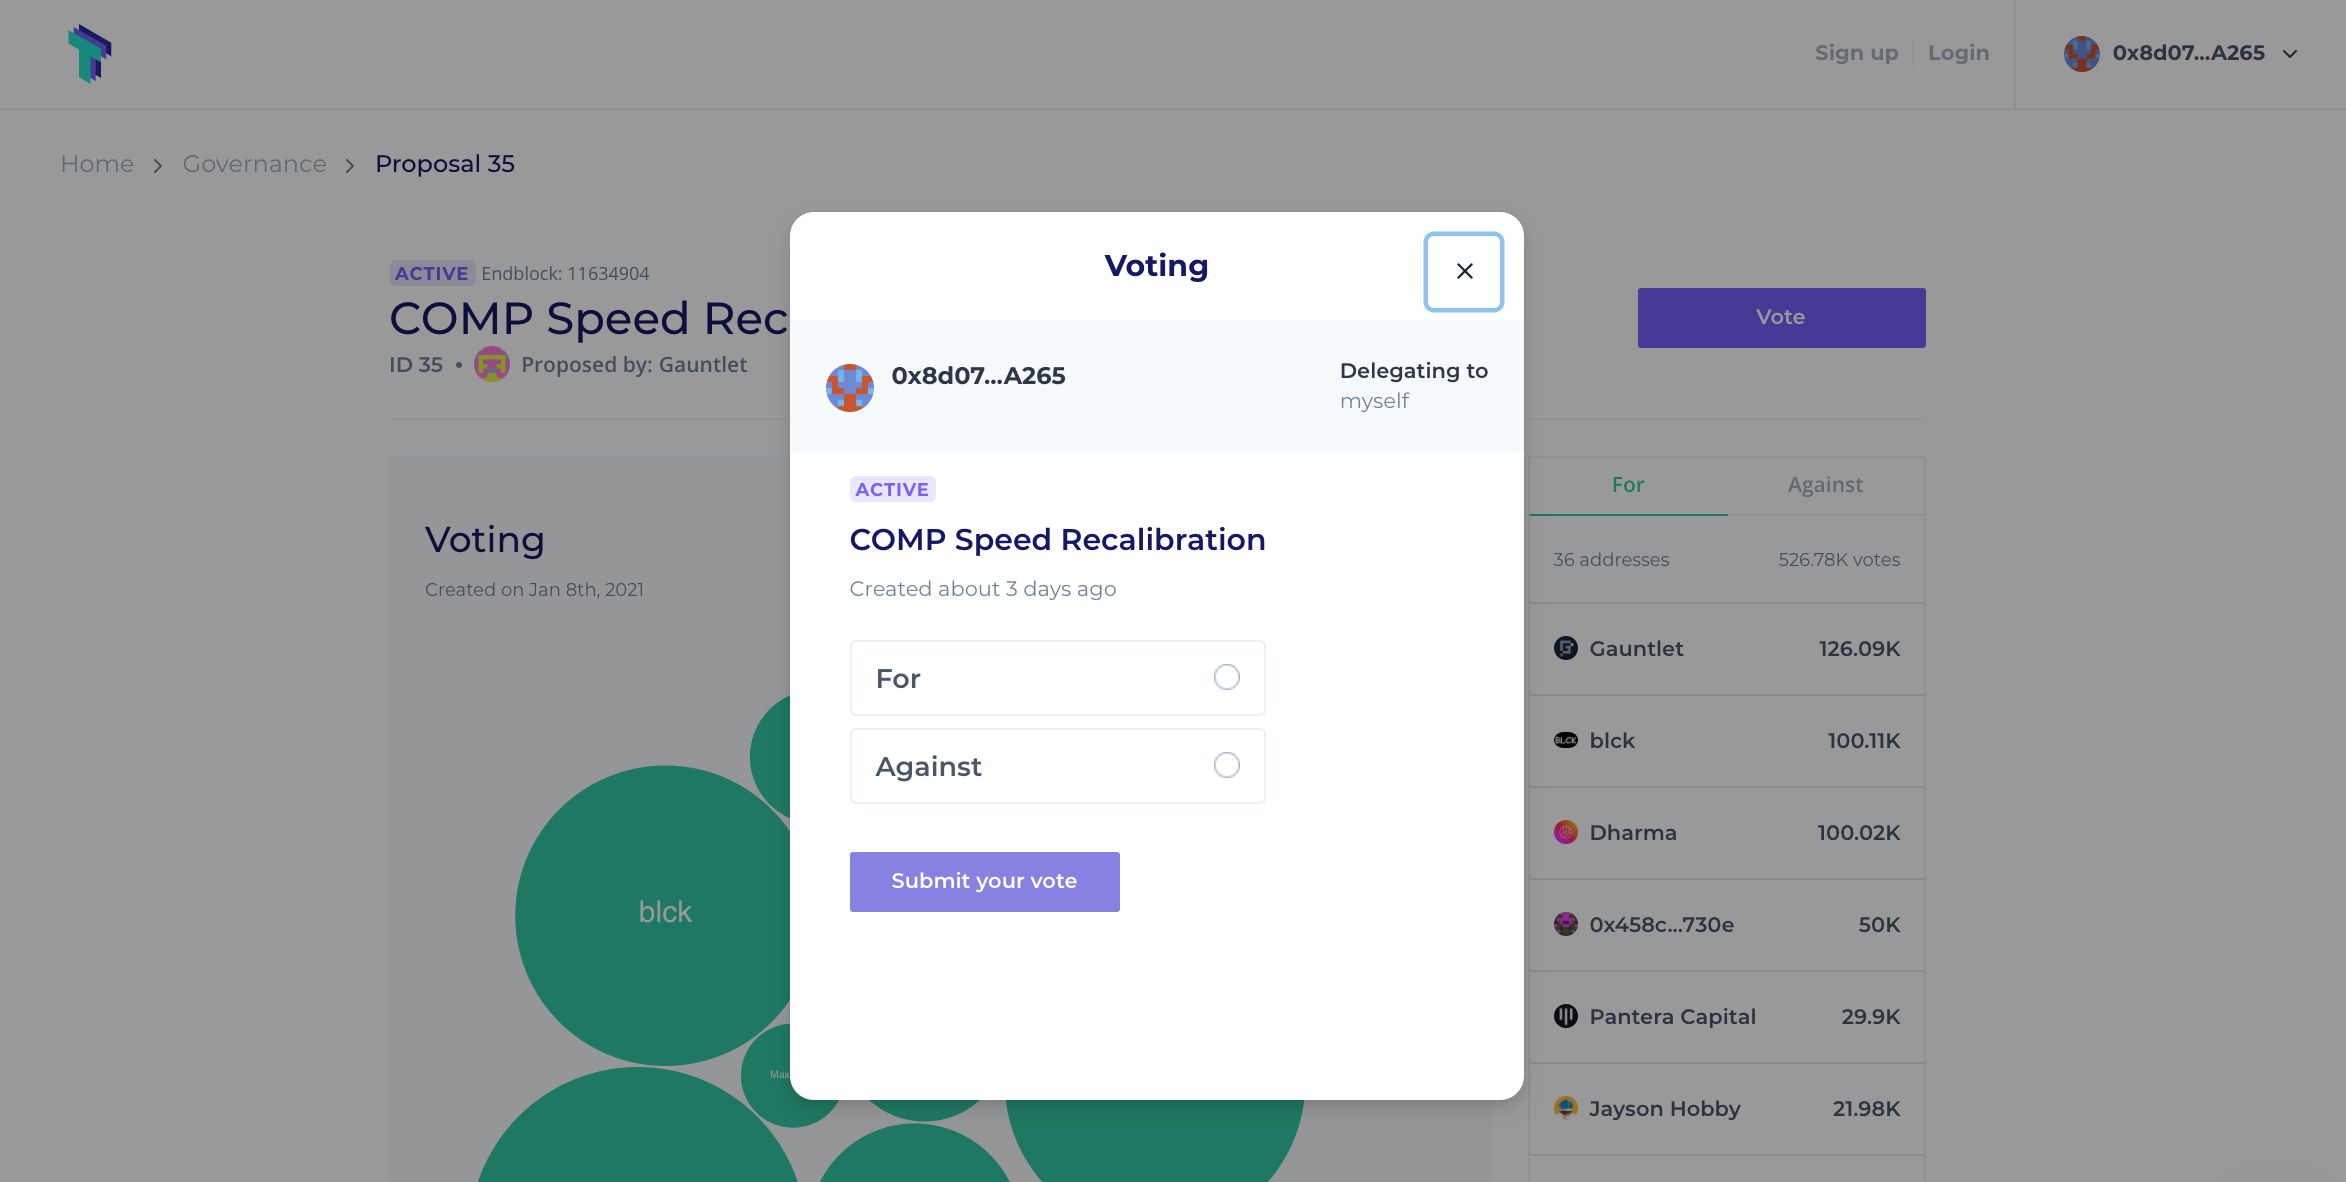 Sign up
Login
0x8d07...A265
Home
Governance
Proposal 35
ACTIVE Endblock: 11634904
COMP Speed Rec
ID 35 • Proposed by: Gauntlet
Vote
Voting
0x8d07...A265
Delegating to
myself
ACTIVE
COMP Speed Recalibration
Created about 3 days ago
For
Against
Submit your vote
Voting
Created on Jan 8th, 2021
blck
Max
For
Against
36 addresses
526.78K votes
Gauntlet
126.09K
BLCK
blck
100.11K
Dharma
100.02K
0x458c...730e
50K
Pantera Capital
29.9K
Jayson Hobby
21.98K